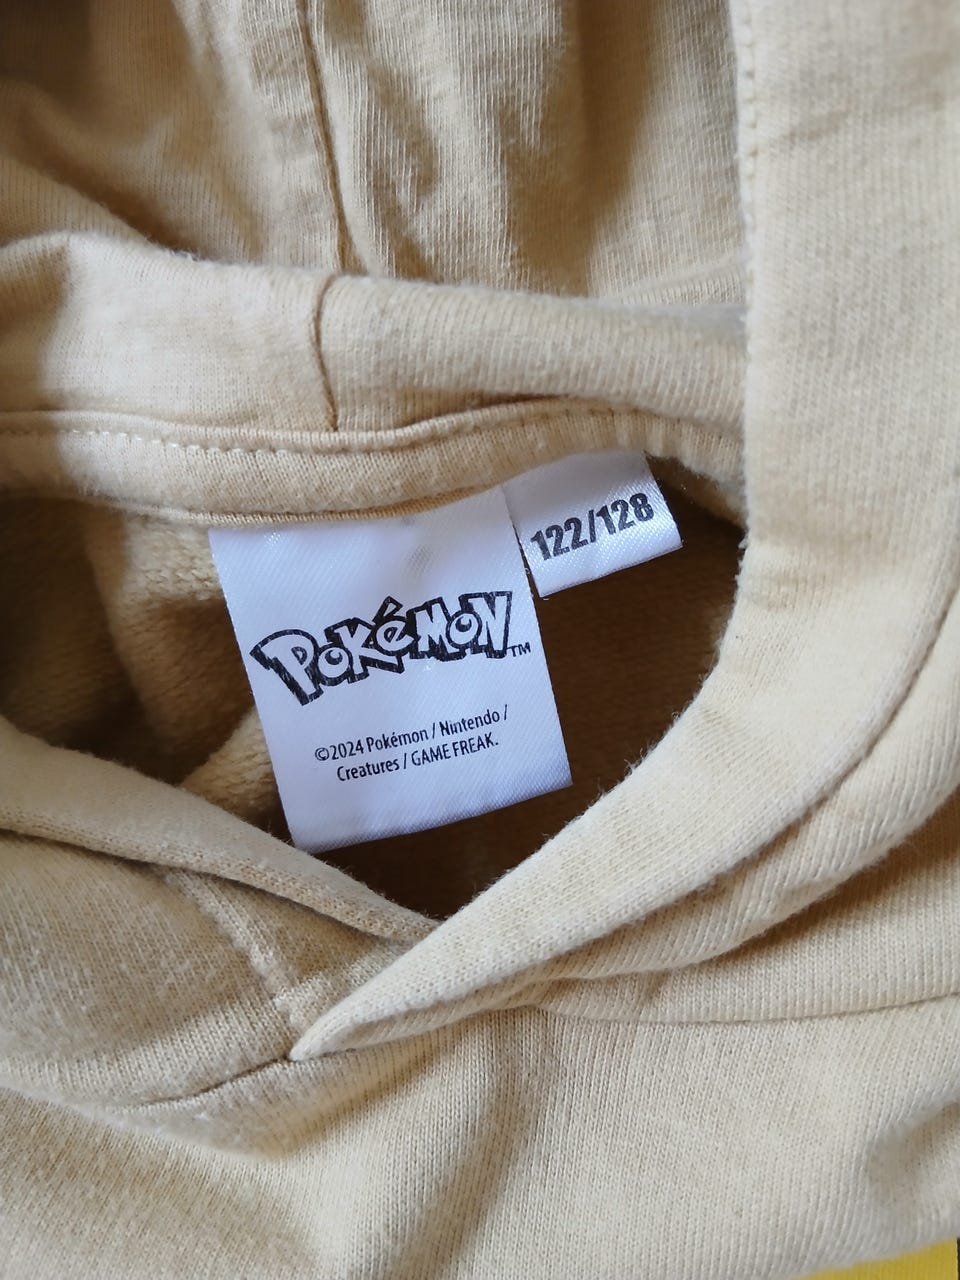 122/128
POKéMON™
©2024 Pokémon / Nintendo /
Creatures / GAME FREAK.